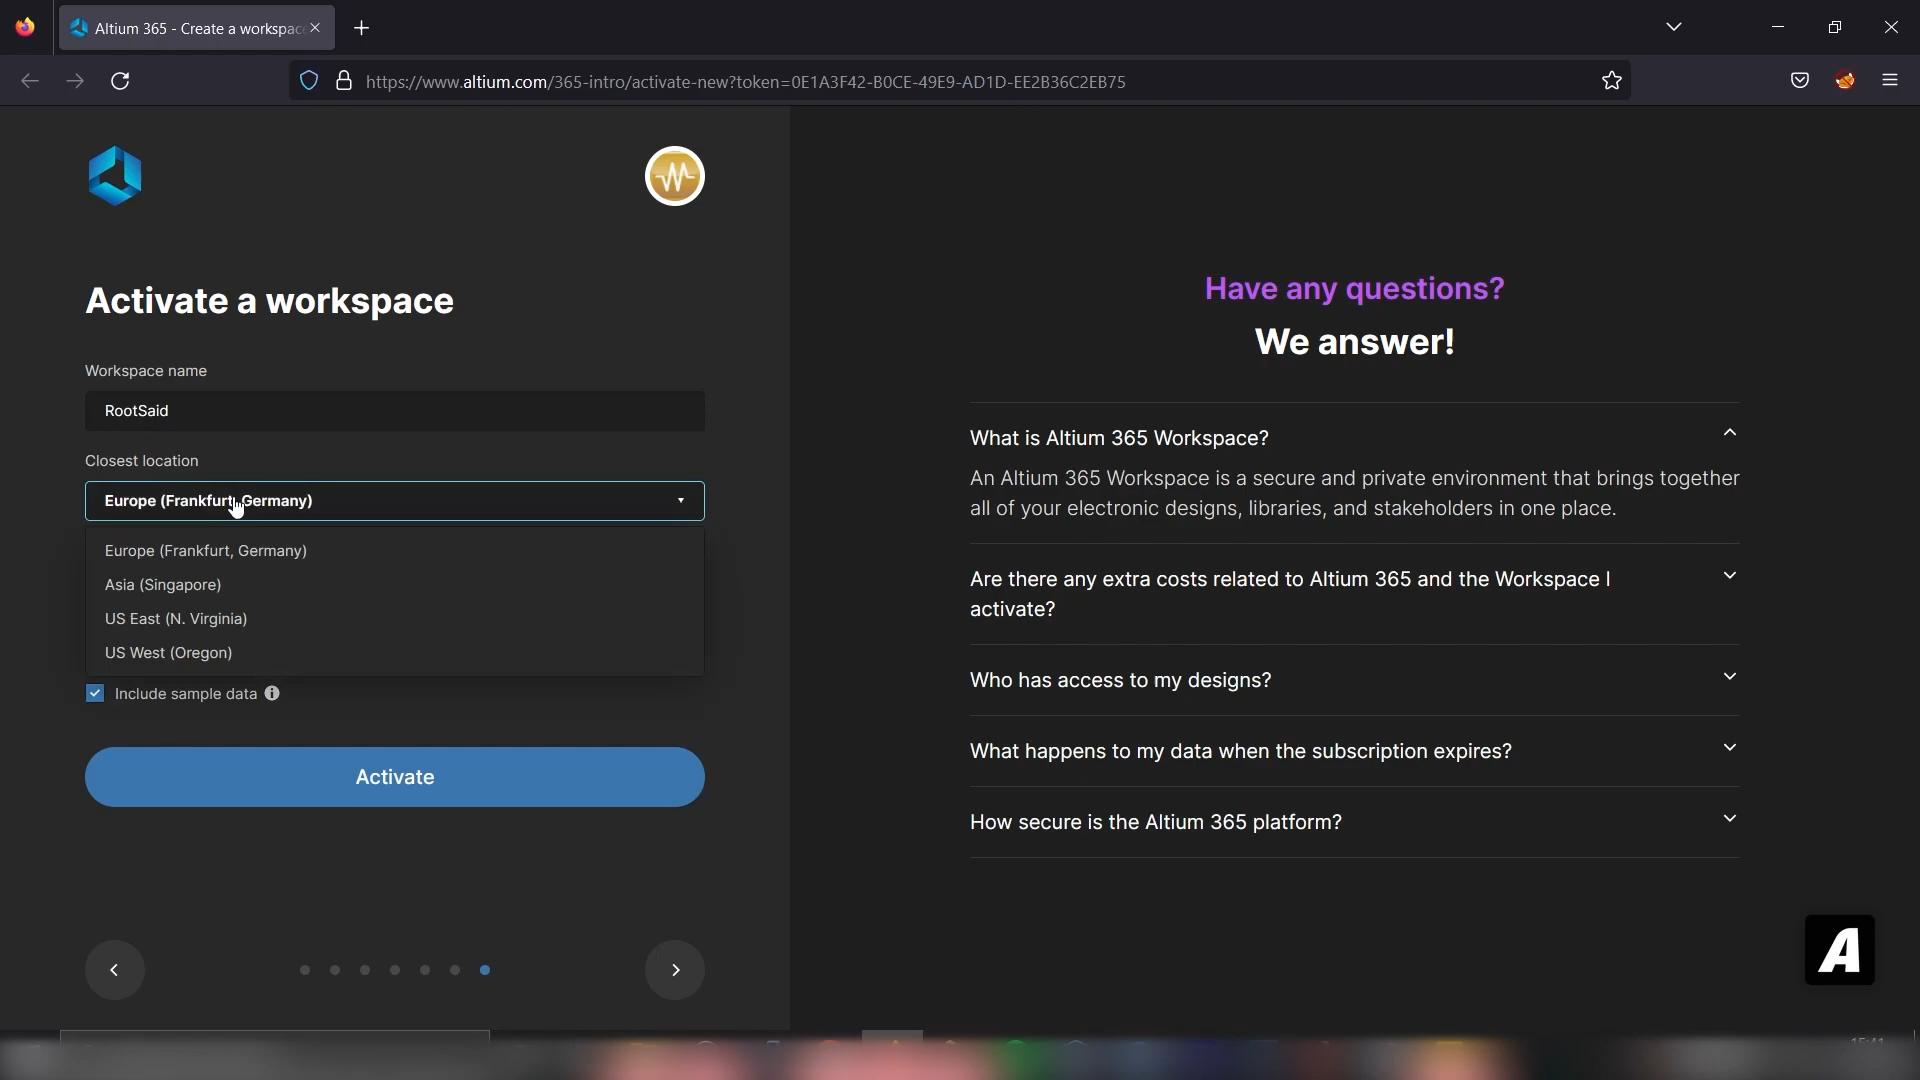 Altium 365 - Create a workspac
https://www.altium.com/365-intro/activate-new?token=0E1A3F42-B0CE-49E9-AD1D-EE2B36C2EB75
Activate a workspace
Workspace name
RootSaid
Closest location
Europe (Frankfurt, Germany)
Europe (Frankfurt, Germany)
Asia (Singapore)
US East (N. Virginia)
US West (Oregon)
Include sample data
Activate
Have any questions?
We answer!
What is Altium 365 Workspace?
An Altium 365 Workspace is a secure and private environment that brings together
all of your electronic designs, libraries, and stakeholders in one place.
Are there any extra costs related to Altium 365 and the Workspace I
activate?
Who has access to my designs?
What happens to my data when the subscription expires?
How secure is the Altium 365 platform?
A